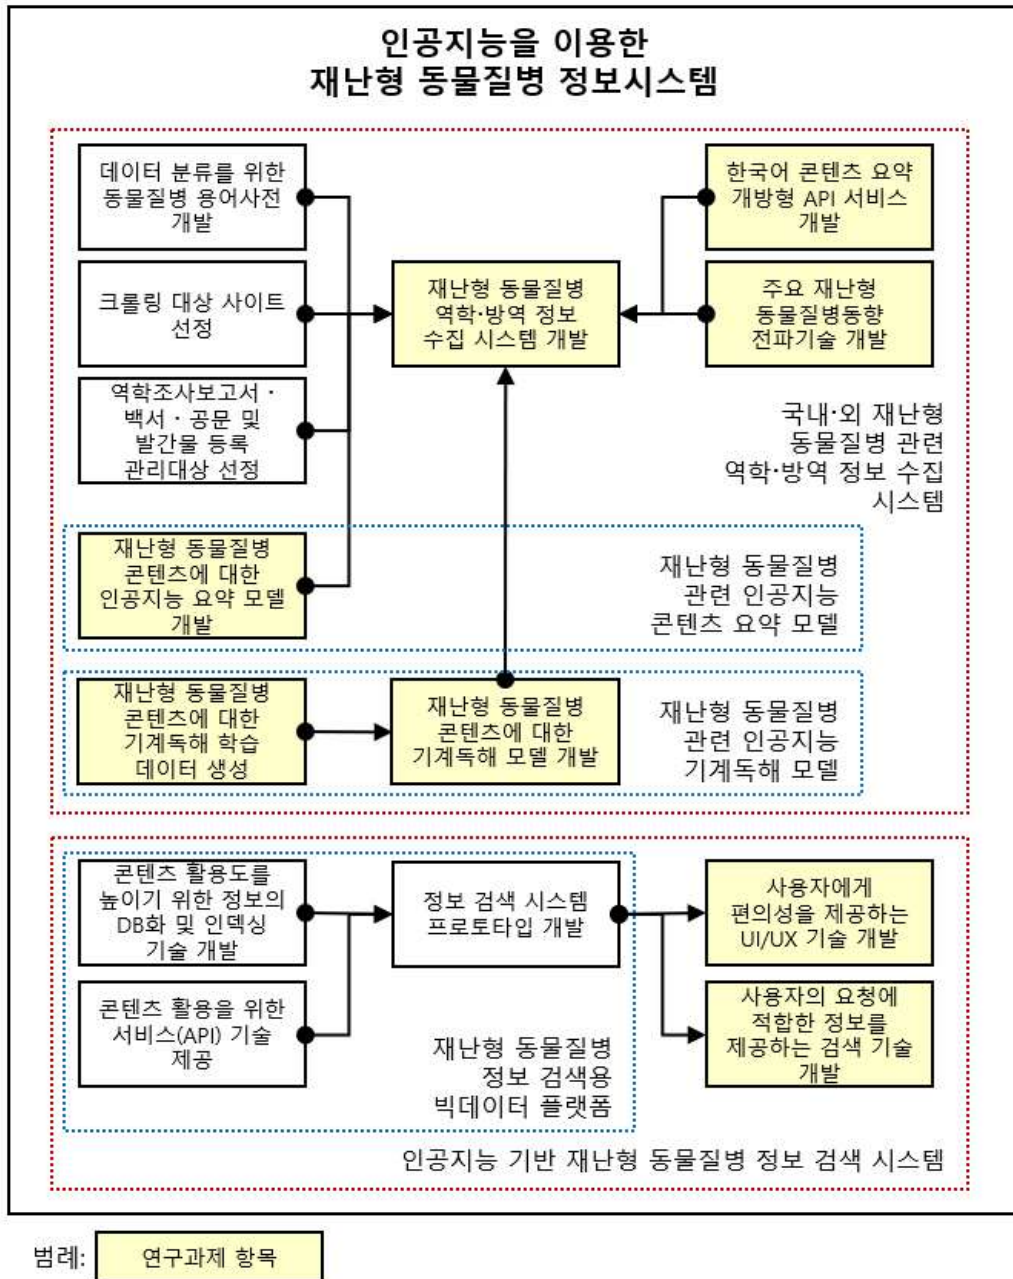 인공지능을 이용한
재난형 동물질병 정보시스템
데이터 분류를 위한
동물질병 용어사전
개발
한국어 콘텐츠 요약
개방형 API 서비스
개발
크롤링 대상 사이트
선정
재난형 동물질병
역학·방역 정보
수집 시스템 개발
주요 재난형
동물질병동향
전파기술 개발
역학조사보고서·
백서·공문 및
발간물 등록
관리대상 선정
국내·외 재난형
동물질병 관련
역학·방역 정보 수집
시스템
재난형 동물질병
콘텐츠에 대한
인공지능 요약 모델
개발
재난형 동물질병
관련 인공지능
콘텐츠 요약 모델
재난형 동물질병
콘텐츠에 대한
기계독해 학습
데이터 생성
재난형 동물질병
콘텐츠에 대한
기계독해 모델 개발
재난형 동물질병
관련 인공지능
기계독해 모델
콘텐츠 활용도를
높이기 위한 정보의
DB화 및 인덱싱
기술 개발
정보 검색 시스템
프로토타입 개발
사용자에게
편의성을 제공하는
UI/UX 기술 개발
콘텐츠 활용을 위한
서비스(API) 기술
제공
사용자의 요청에
적합한 정보를
제공하는 검색 기술
개발
재난형 동물질병
정보 검색용
빅데이터 플랫폼
인공지능 기반 재난형 동물질병 정보 검색 시스템
범례:
연구과제 항목